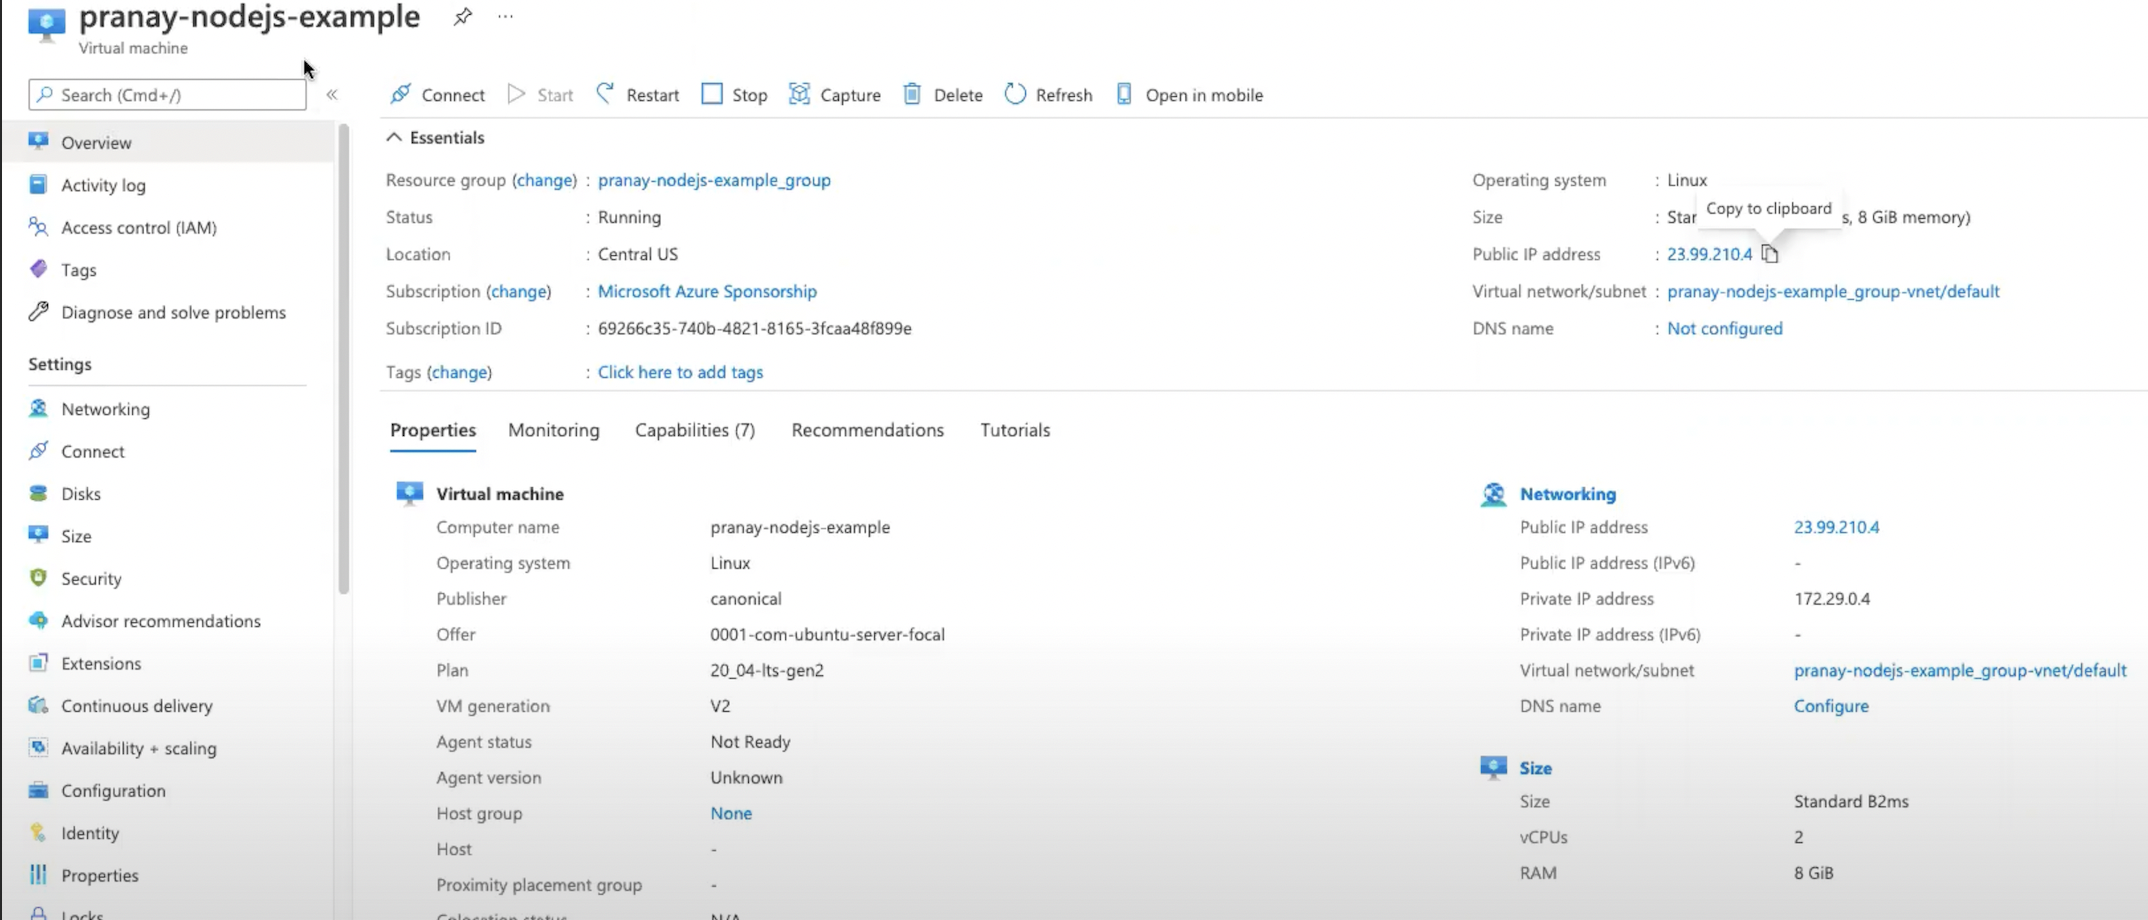 pranay-nodejs-example ...
Virtual machine
Search (Cmd+/)
«
Overview
Activity log
Access control (IAM)
Tags
Diagnose and solve problems
Settings
Networking
Connect
Disks
Size
Security
Advisor recommendations
Extensions
Continuous delivery
Availability + scaling
Configuration
Identity
Properties
Locks
Connect Start Restart Stop Capture Delete Refresh Open in mobile
Essentials
Resource group (change) : pranay-nodejs-example_group
Status : Running
Location : Central US
Subscription (change) : Microsoft Azure Sponsorship
Subscription ID : 69266c35-740b-4821-8165-3fcaa48f899e
Tags (change) : Click here to add tags
Operating system : Linux
Copy to clipboard
Size : Star s, 8 GiB memory)
Public IP address : 23.99.210.4
Virtual network/subnet : pranay-nodejs-example_group-vnet/default
DNS name : Not configured
Properties Monitoring Capabilities (7) Recommendations Tutorials
Virtual machine
Computer name pranay-nodejs-example
Operating system Linux
Publisher canonical
Offer 0001-com-ubuntu-server-focal
Plan 20_04-lts-gen2
VM generation V2
Agent status Not Ready
Agent version Unknown
Host group None
Host -
Proximity placement group -
Colocation status N/A
Networking
Public IP address 23.99.210.4
Public IP address (IPv6) -
Private IP address 172.29.0.4
Private IP address (IPv6) -
Virtual network/subnet pranay-nodejs-example_group-vnet/default
DNS name Configure
Size
Size Standard B2ms
vCPUs 2
RAM 8 GiB